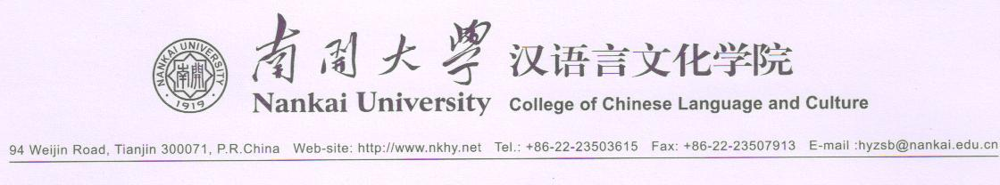 NANKAI UNIVERSITY
南開
1919
南開大學 汉语言文化学院
Nankai University College of Chinese Language and Culture
94 Weijin Road, Tianjin 300071, P.R.China Web-site: http://www.nkhy.net Tel.: +86-22-23503615 Fax: +86-22-23507913 E-mail :hyzsb@nankai.edu.cn